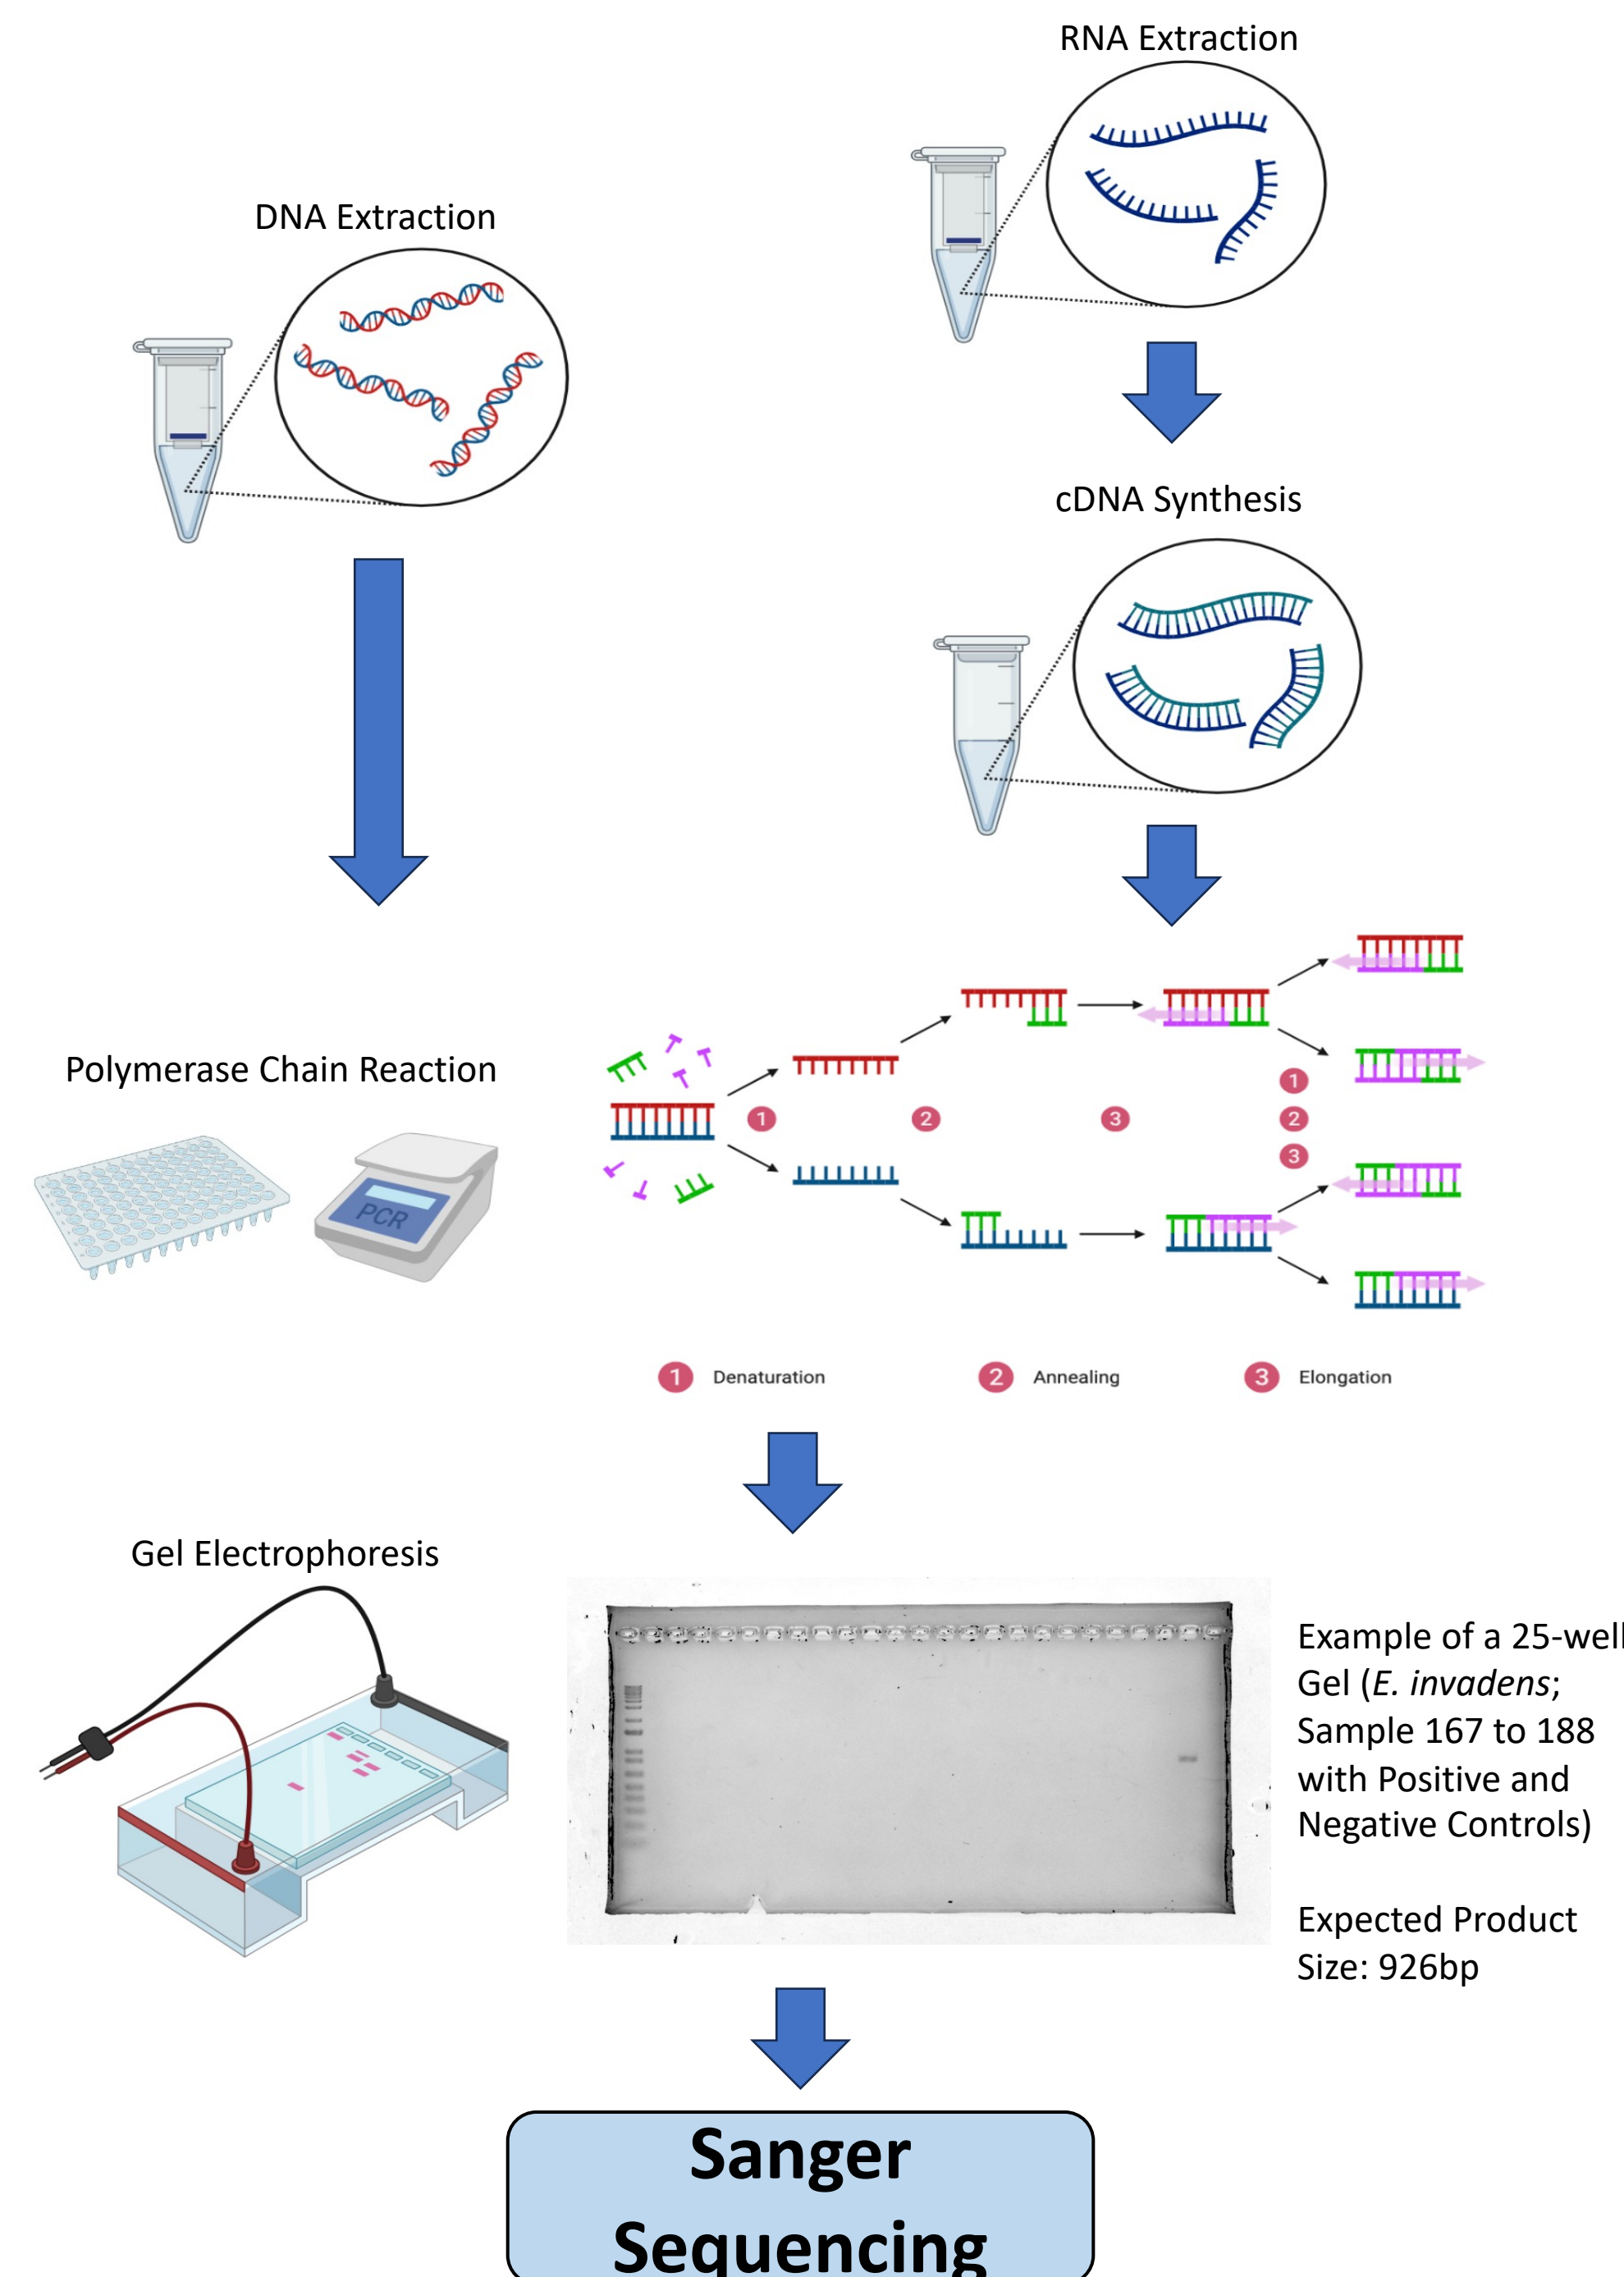 RNA Extraction
DNA Extraction
cDNA Synthesis
Polymerase Chain Reaction
PCR
1
2
3
1
2
3
1 Denaturation
2 Annealing
3 Elongation
Gel Electrophoresis
Example of a 25-well
Gel (E. invadens;
Sample 167 to 188
with Positive and
Negative Controls)
Expected Product
Size: 926bp
Sanger
Sequencing